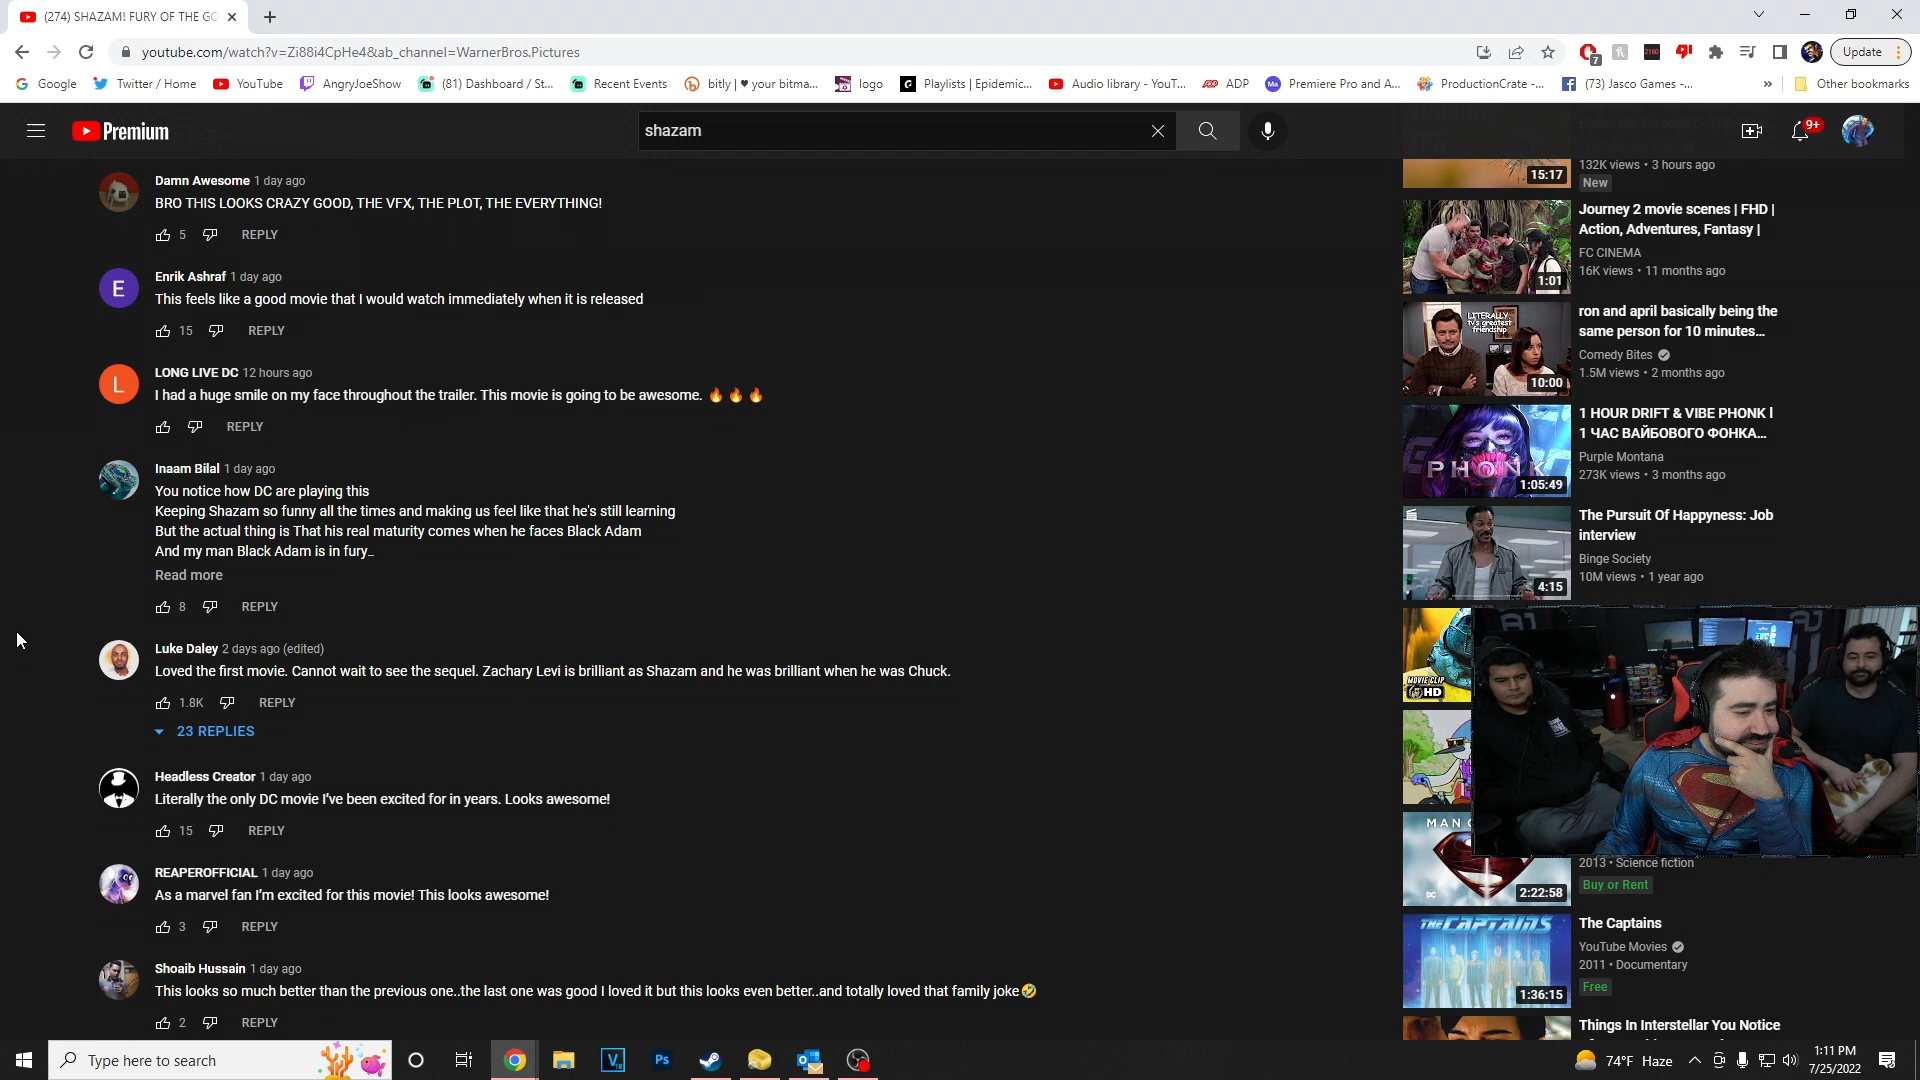 (274) SHAZAM! FURY OF THE GO
youtube.com/watch?v=Zi88i4CpHe4&ab_channel=WarnerBros.Pictures
7
2160
Update
Google
Twitter / Home
YouTube
AngryJoeShow
(81) Dashboard / St...
Recent Events
bitly | ♥ your bitma...
logo
Playlists | Epidemic...
Audio library - YouT...
ADP
Premiere Pro and A...
ProductionCrate -...
(73) Jasco Games -...
»
Other bookmarks
Premium
shazam
9+
Damn Awesome 1 day ago
BRO THIS LOOKS CRAZY GOOD, THE VFX, THE PLOT, THE EVERYTHING!
5 REPLY
E
Enrik Ashraf 1 day ago
This feels like a good movie that I would watch immediately when it is released
15 REPLY
L
LONG LIVE DC 12 hours ago
I had a huge smile on my face throughout the trailer. This movie is going to be awesome. 🔥 🔥 🔥
REPLY
Inaam Bilal 1 day ago
You notice how DC are playing this
Keeping Shazam so funny all the times and making us feel like that he's still learning
But the actual thing is That his real maturity comes when he faces Black Adam
And my man Black Adam is in fury...
Read more
8 REPLY
Luke Daley 2 days ago (edited)
Loved the first movie. Cannot wait to see the sequel. Zachary Levi is brilliant as Shazam and he was brilliant when he was Chuck.
1.8K REPLY
23 REPLIES
Headless Creator 1 day ago
Literally the only DC movie I've been excited for in years. Looks awesome!
15 REPLY
REAPEROFFICIAL 1 day ago
As a marvel fan I'm excited for this movie! This looks awesome!
3 REPLY
Shoaib Hussain 1 day ago
This looks so much better than the previous one..the last one was good I loved it but this looks even better..and totally loved that family joke🤣
2 REPLY
15:17
132K views • 3 hours ago
New
1:01
Journey 2 movie scenes | FHD |
Action, Adventures, Fantasy |
FC CINEMA
16K views • 11 months ago
LITERALLY
tv's greatest
friendship
10:00
ron and april basically being the
same person for 10 minutes...
Comedy Bites
1.5M views • 2 months ago
PHONK
1:05:49
1 HOUR DRIFT & VIBE PHONK l
1 ЧАС ВАЙБОВОГО ФОНКА...
Purple Montana
273K views • 3 months ago
4:15
The Pursuit Of Happyness: Job
interview
Binge Society
10M views • 1 year ago
MOVIE CLIP
HD
MAN O
DC
2:22:58
2013 • Science fiction
Buy or Rent
THE CAPTAINS
1:36:15
The Captains
YouTube Movies
2011 • Documentary
Free
Things In Interstellar You Notice
Type here to search
Ps
74°F Haze
1:11 PM
7/25/2022